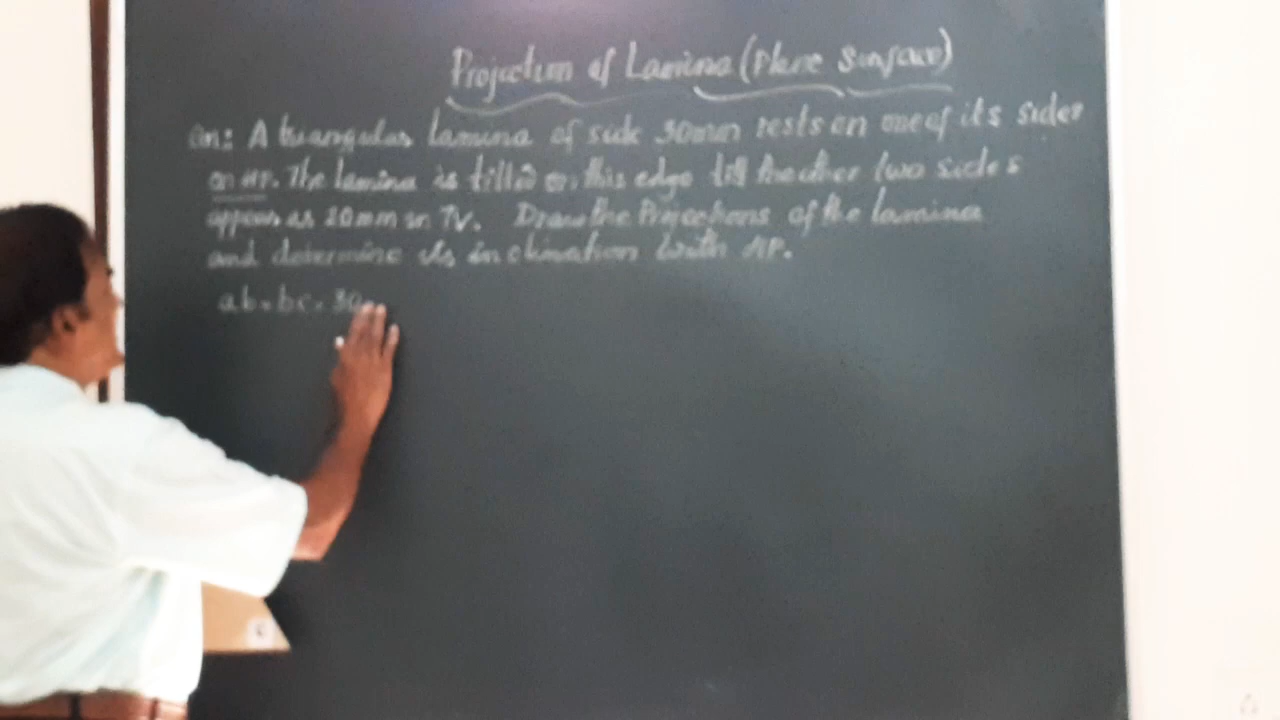 Projection of Lamina (Plane Surface)
Qn: A triangular lamina of side 30mm rests on one of its sides
on HP. The lamina is tilted on this edge till the other two sides
appear as 20mm in TV. Draw the Projections of the lamina
and determine its inclination with HP.
ab = bc = 30
C